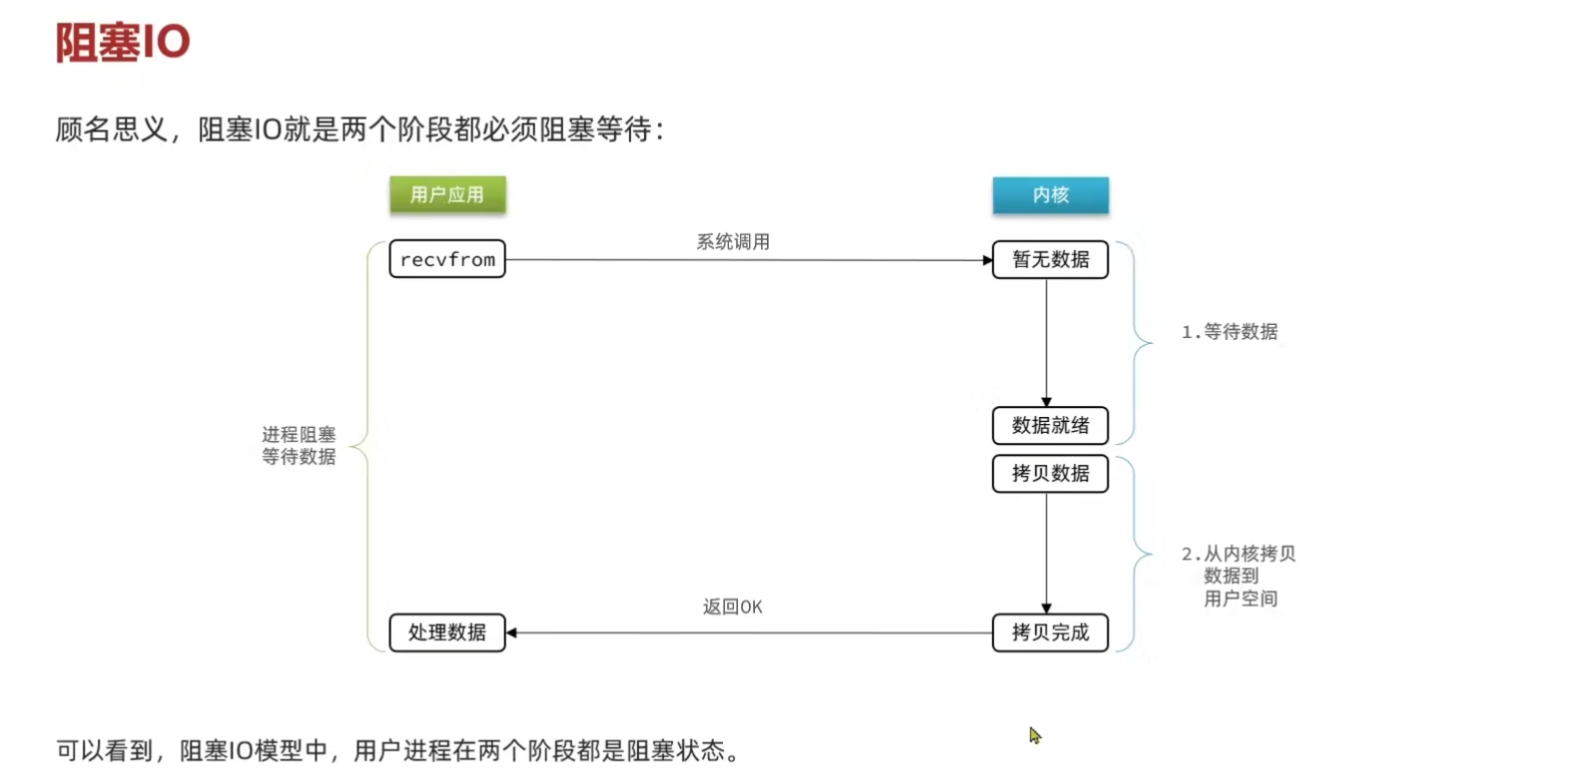 阻塞IO
顾名思义，阻塞IO就是两个阶段都必须阻塞等待：
用户应用
内核
系统调用
recvfrom
暂无数据
1.等待数据
数据就绪
进程阻塞
等待数据
拷贝数据
2.从内核拷贝
数据到
用户空间
返回OK
处理数据
拷贝完成
可以看到，阻塞IO模型中，用户进程在两个阶段都是阻塞状态。